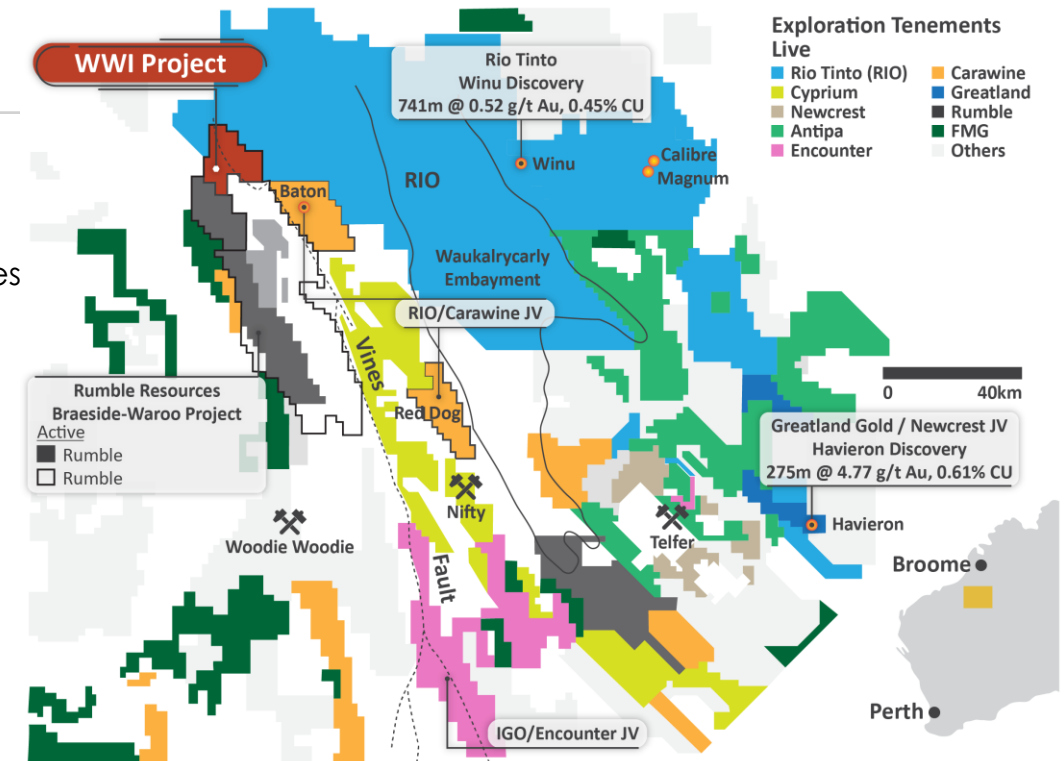 WWI Project
Rio Tinto
Winu Discovery
741m @ 0.52 g/t Au, 0.45% CU
Exploration Tenements
Live
Rio Tinto (RIO)
Cyprium
Newcrest
Antipa
Encounter
Carawine
Greatland
Rumble
FMG
Others
Winu
Calibre
Magnum
RIO
Baton
es
Waukalrycarly
Embayment
RIO/Carawine JV
Vines
Fault
Red Dog
0 40km
Rumble Resources
Braeside-Waroo Project
Active
Rumble
Rumble
Greatland Gold / Newcrest JV
Havieron Discovery
275m @ 4.77 g/t Au, 0.61% CU
Nifty
Woodie Woodie
Telfer
Havieron
Broome
Perth
IGO/Encounter JV